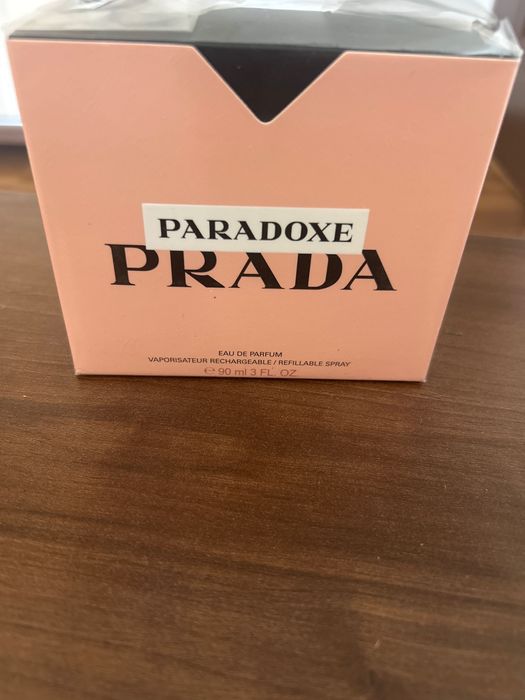 PARADOXE
PRADA
EAU DE PARFUM
VAPORISATEUR RECHARGEABLE / REFILLABLE SPRAY
℮ 90 ml 3 FL. OZ.